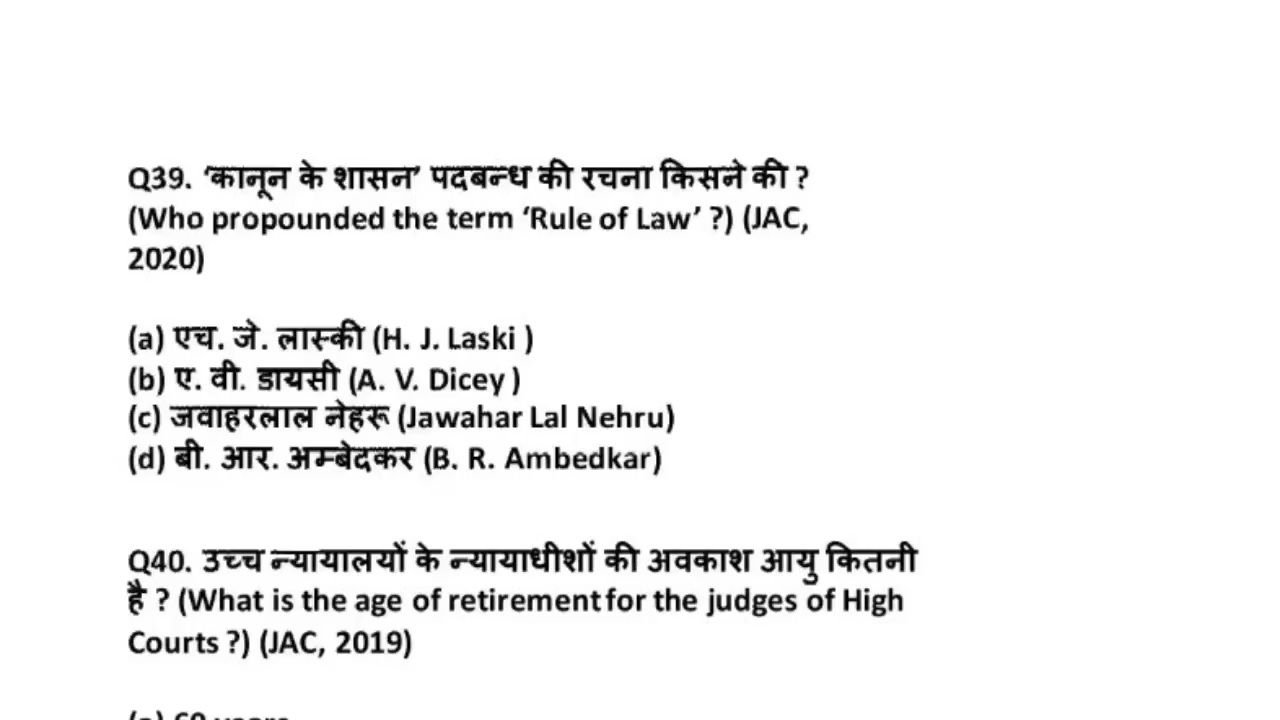 Q39. ‘कानून के शासन’ पदबन्ध की रचना किसने की ?
(Who propounded the term ‘Rule of Law’ ?) (JAC,
2020)
(a) एच. जे. लास्की (H. J. Laski )
(b) ए. वी. डायसी (A. V. Dicey )
(c) जवाहरलाल नेहरू (Jawahar Lal Nehru)
(d) बी. आर. अम्बेदकर (B. R. Ambedkar)
Q40. उच्च न्यायालयों के न्यायाधीशों की अवकाश आयु कितनी
है ? (What is the age of retirement for the judges of High
Courts ?) (JAC, 2019)
(a) 60 years